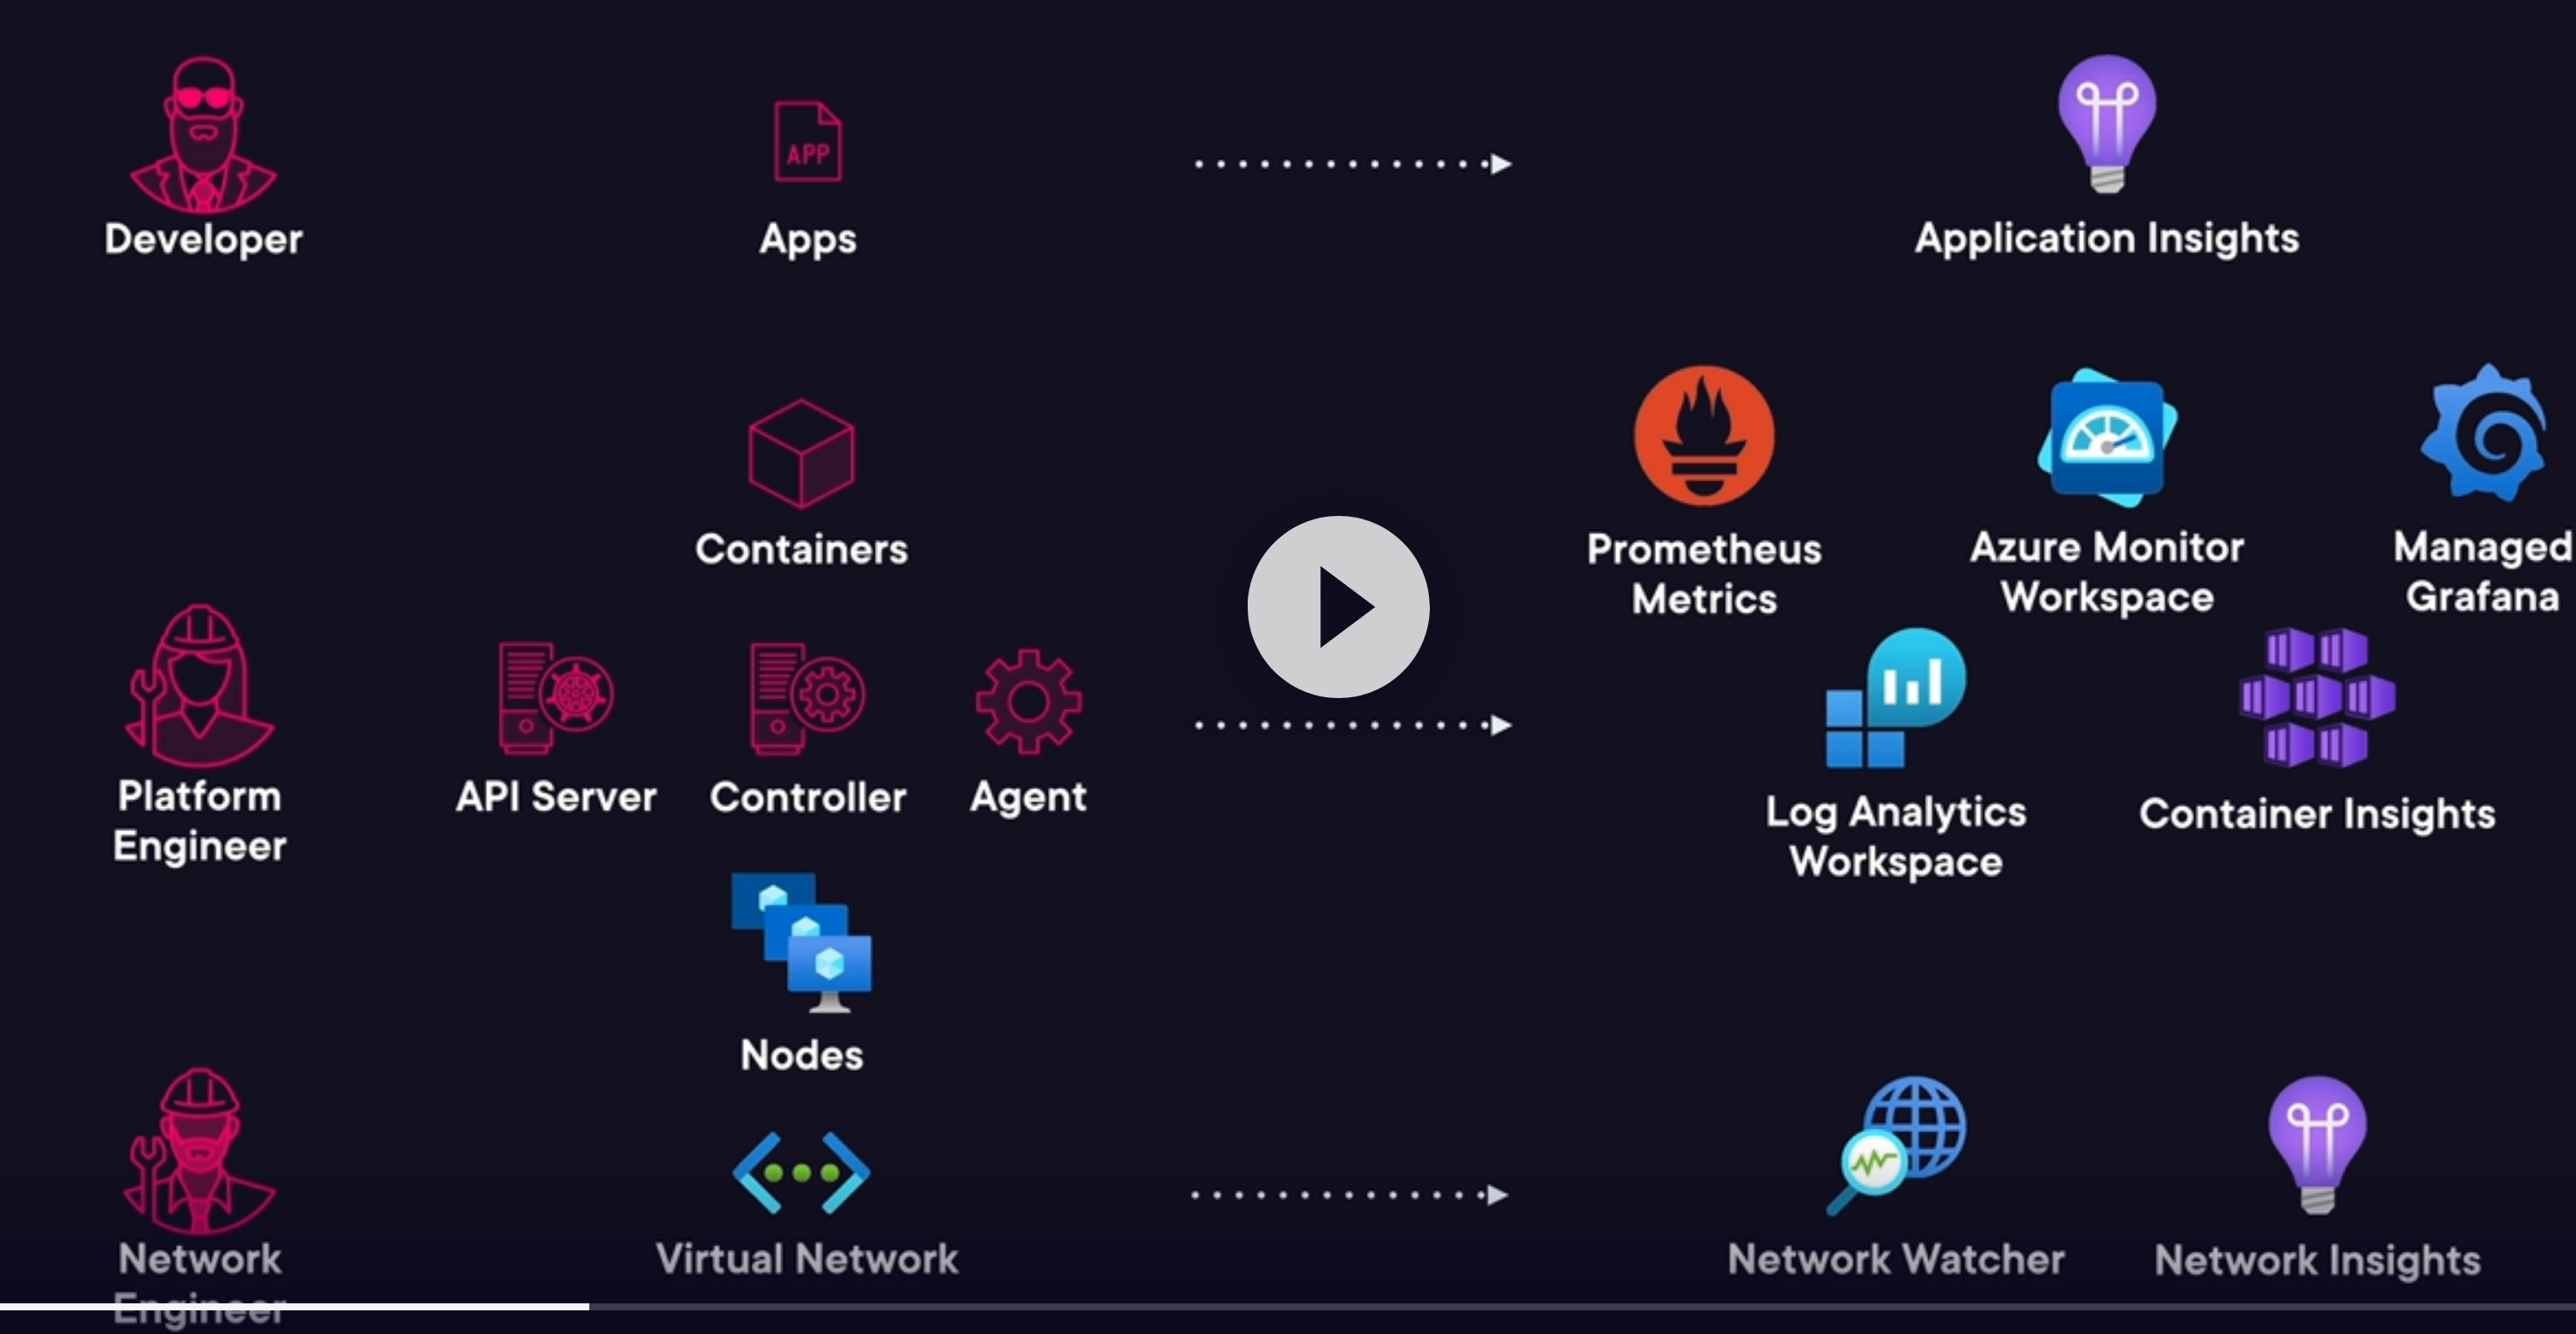 APP
Developer
Apps
Application Insights
Containers
Prometheus
Metrics
Azure Monitor
Workspace
Managed
Grafana
Platform
Engineer
API Server
Controller
Agent
Log Analytics
Workspace
Container Insights
Nodes
Network
Engineer
Virtual Network
Network Watcher
Network Insights